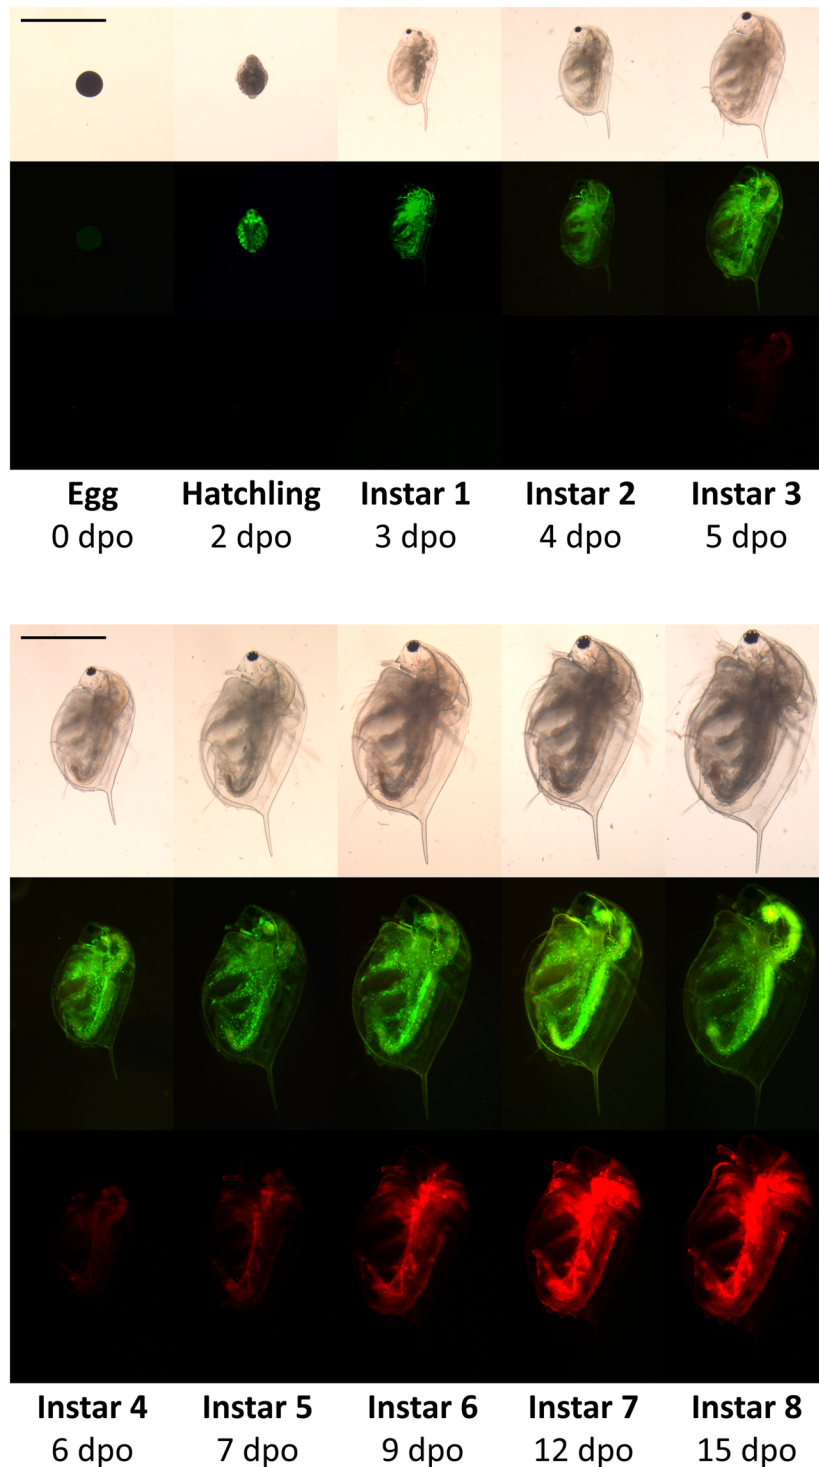 Egg Hatchling Instar 1 Instar 2 Instar 3
0 dpo 2 dpo 3 dpo 4 dpo 5 dpo
Instar 4 Instar 5 Instar 6 Instar 7 Instar 8
6 dpo 7 dpo 9 dpo 12 dpo 15 dpo